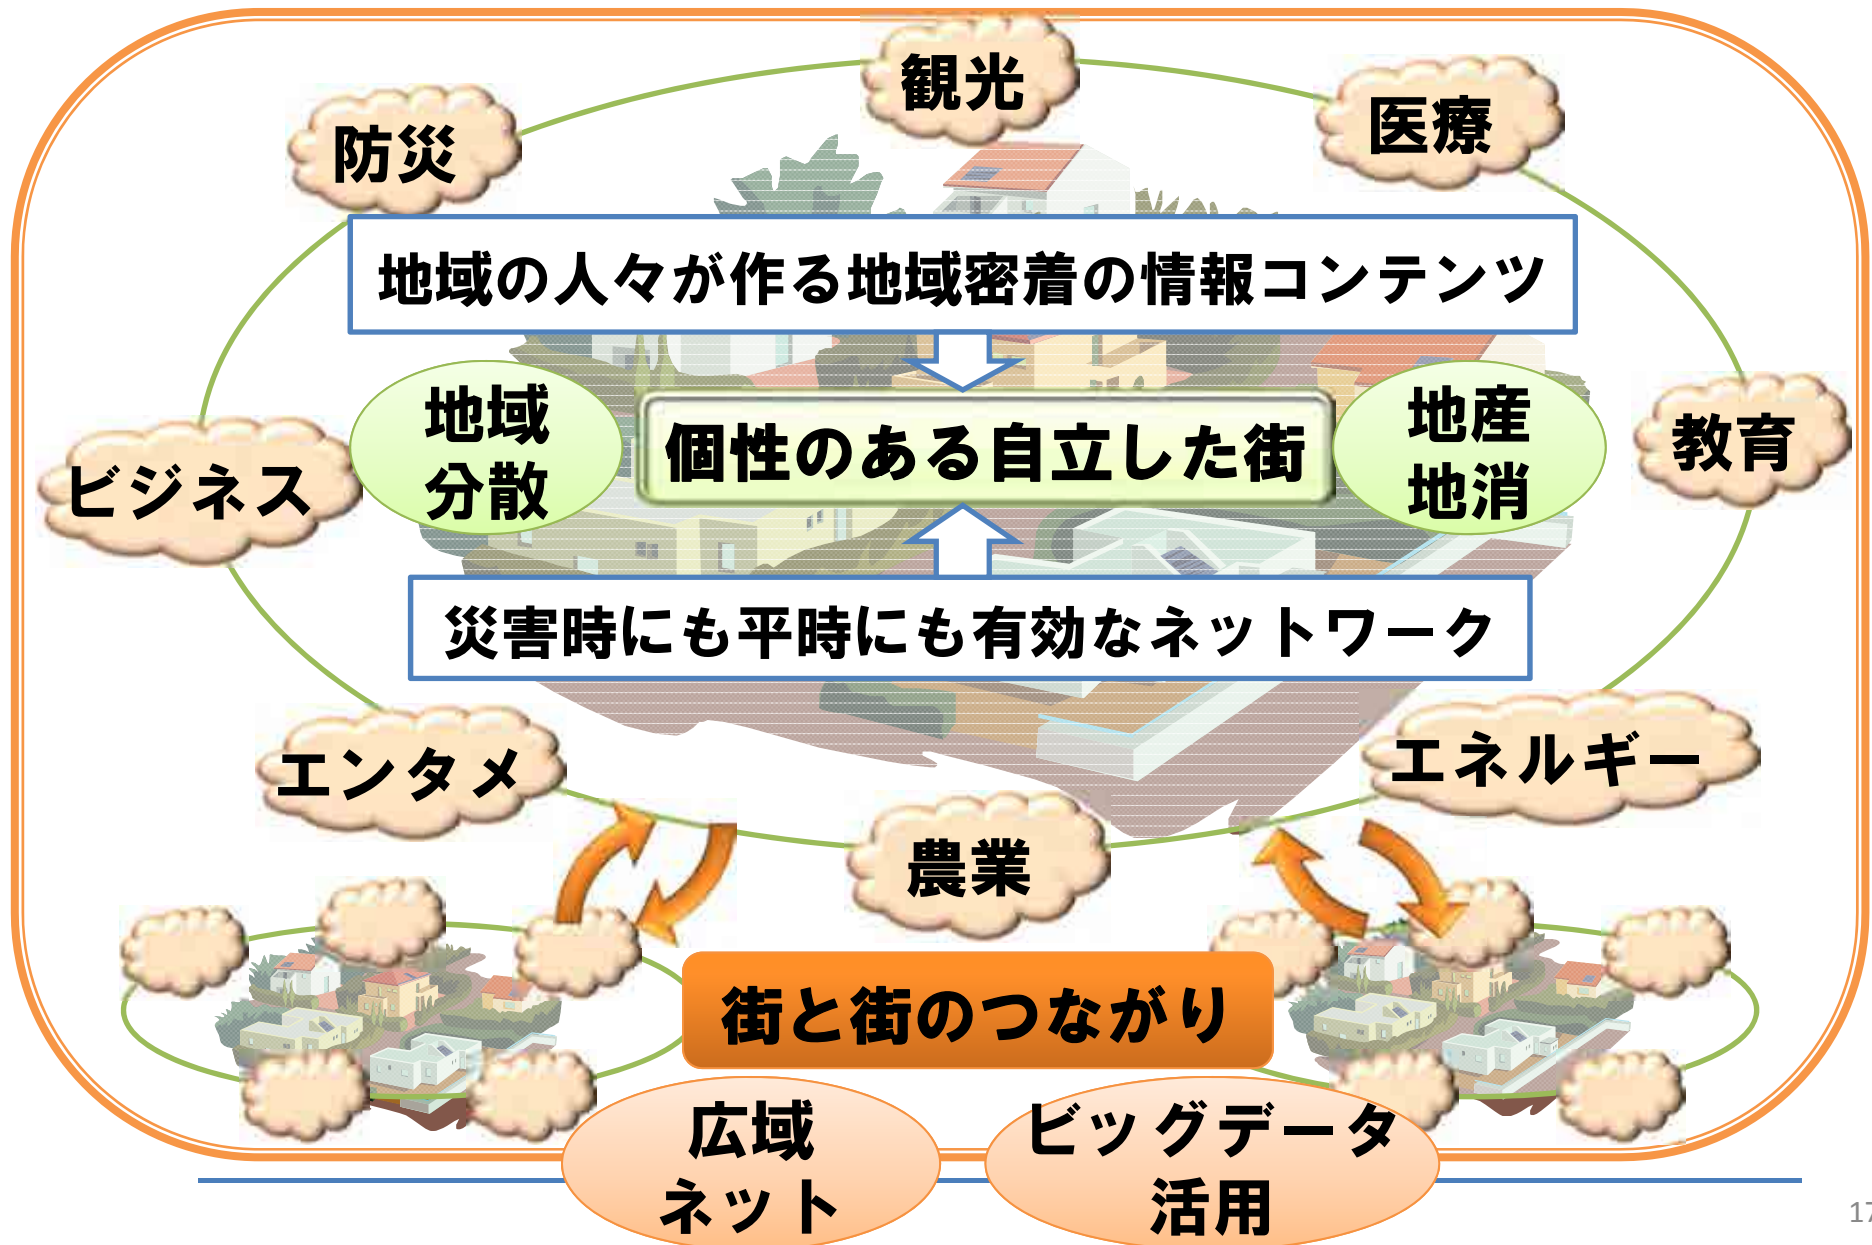 観光
医療
防災
地域の人々が作る地域密着の情報コンテンツ
地域
分散
個性のある自立した街
地産
地消
教育
ビジネス
災害時にも平時にも有効なネットワーク
エンタメ
エネルギー
農業
街と街のつながり
広域
ネット
ビッグデータ
活用
17